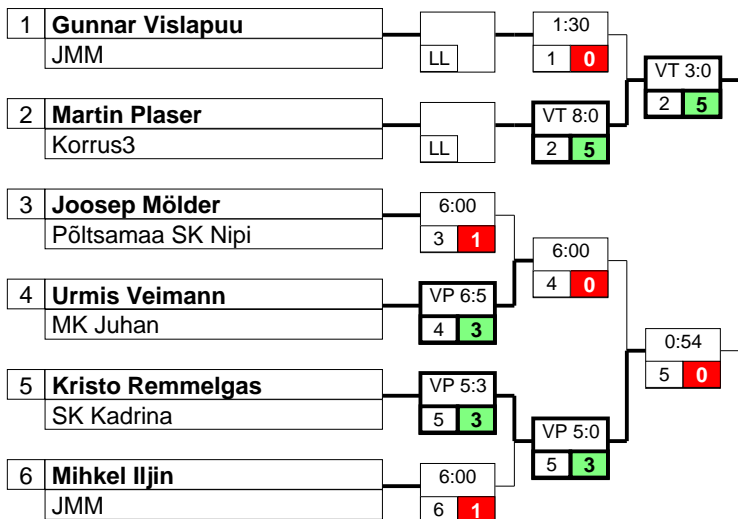 1 Gunnar Vislapuu
JMM
LL
1:30
1 0
VT 3:0
2 5
2 Martin Plaser
Korrus3
LL
VT 8:0
2 5
3 Joosep Mölder
Põltsamaa SK Nipi
6:00
3 1
6:00
4 0
4 Urmis Veimann
MK Juhan
VP 6:5
4 3
0:54
5 0
5 Kristo Remmelgas
SK Kadrina
VP 5:3
5 3
VP 5:0
5 3
6 Mihkel Iljin
JMM
6:00
6 1